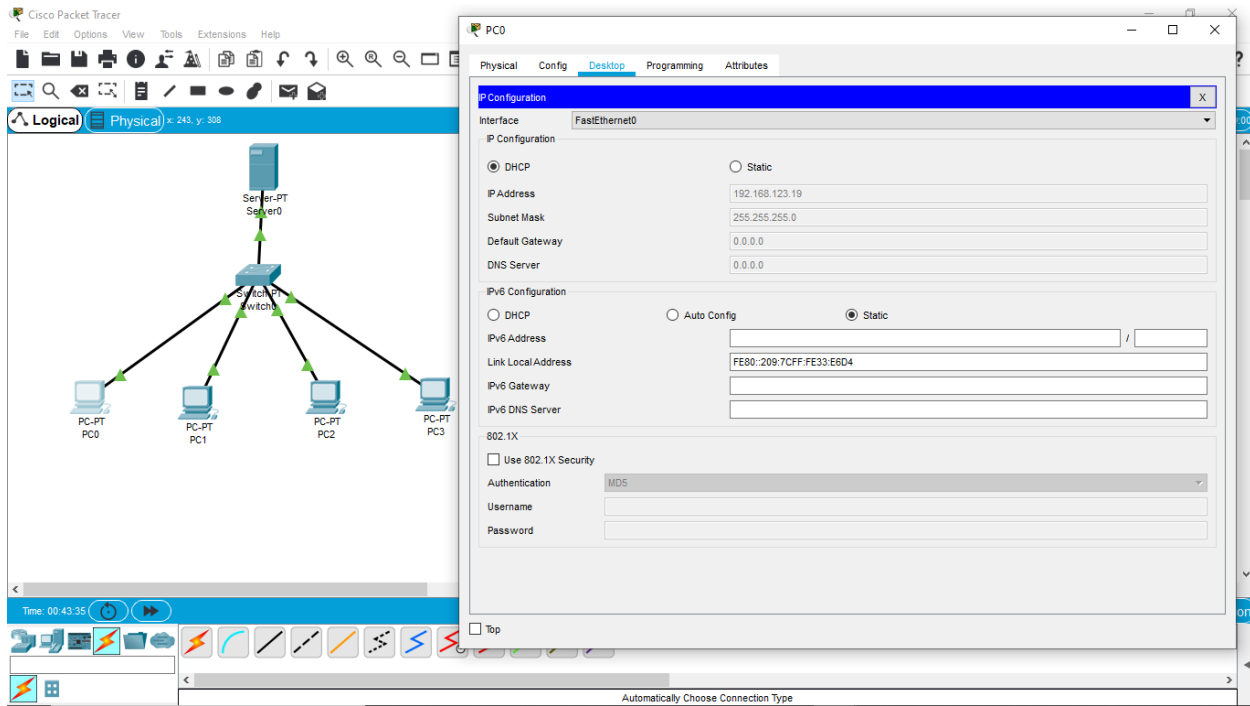 Cisco Packet Tracer
File Edit Options View Tools Extensions Help
Logical Physical x: 243, y: 308
Server-PT
Server0
Switch-PT
Switch0
PC-PT
PC0
PC-PT
PC1
PC-PT
PC2
PC-PT
PC3
Time: 00:43:35
PC0
Physical Config Desktop Programming Attributes
IP Configuration X
Interface FastEthernet0
IP Configuration
DHCP Static
IP Address 192.168.123.19
Subnet Mask 255.255.255.0
Default Gateway 0.0.0.0
DNS Server 0.0.0.0
IPv6 Configuration
DHCP Auto Config Static
IPv6 Address /
Link Local Address FE80::209:7CFF:FE33:E6D4
IPv6 Gateway
IPv6 DNS Server
802.1X
Use 802.1X Security
Authentication MD5
Username
Password
Top
Automatically Choose Connection Type